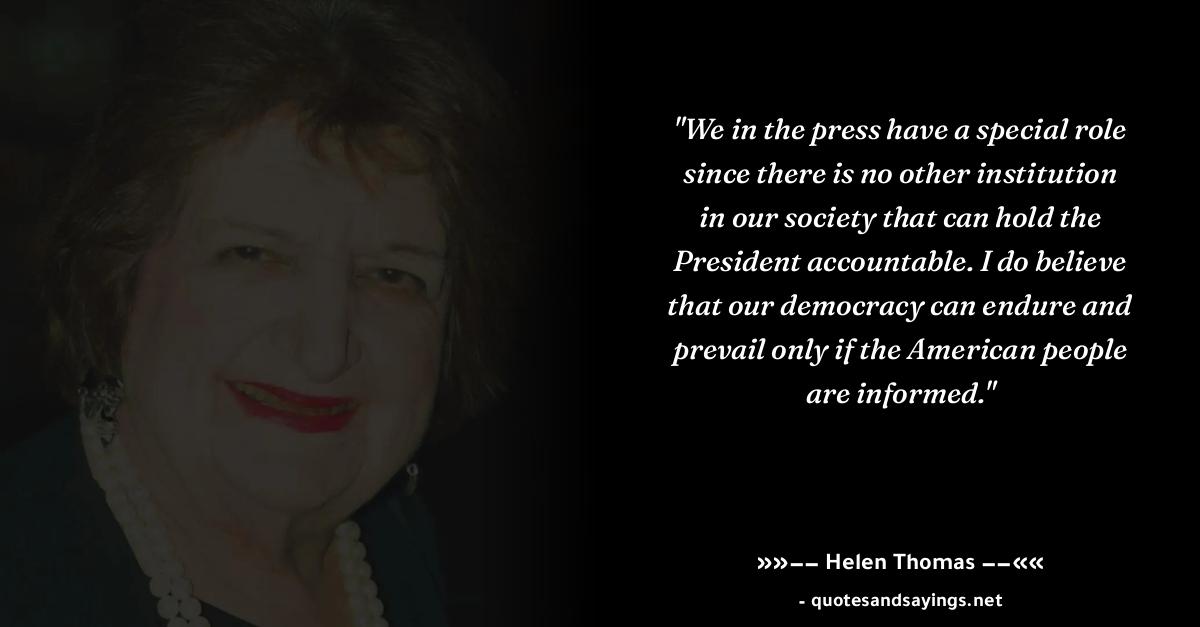 "We in the press have a special role
since there is no other institution
in our society that can hold the
President accountable. I do believe
that our democracy can endure and
prevail only if the American people
are informed."
»»–– Helen Thomas ––««
- quotesandsayings.net